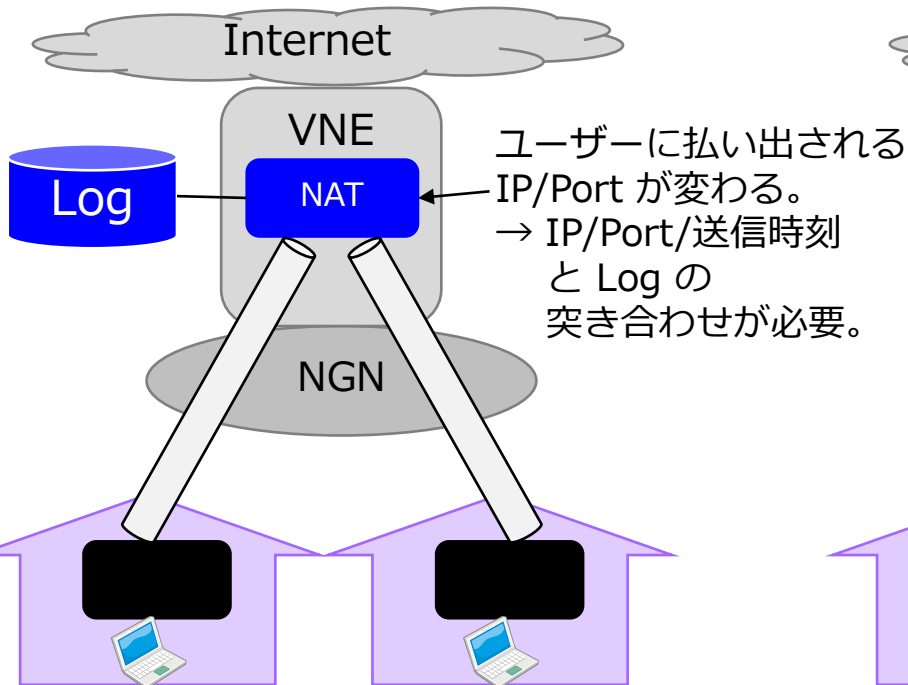 Internet
VNE
Log
NAT
ユーザーに払い出される
IP/Port が変わる。
→ IP/Port/送信時刻
と Log の
突き合わせが必要。
NGN